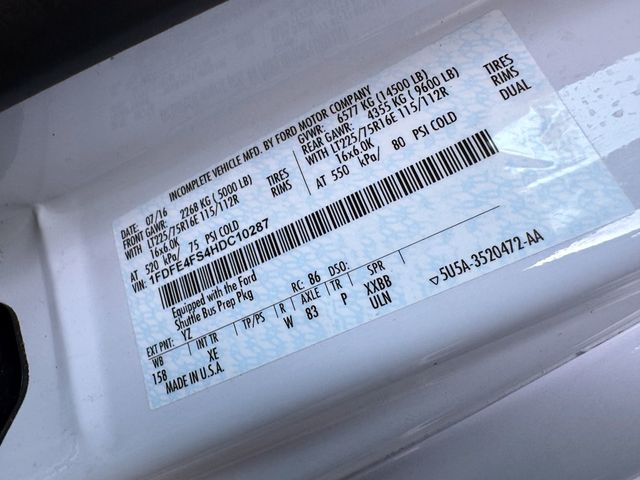 INCOMPLETE VEHICLE MFD. BY FORD MOTOR COMPANY
07/16 GVWR: 6577 KG (14500 LB)
FRONT GAWR: 2268 KG (5000 LB) REAR GAWR: 4355 KG (9600 LB)
WITH LT225/75R16E 115/112R TIRES WITH LT225/75R16E 115/112R TIRES
16x6.0K RIMS 16x6.0K RIMS
AT 520 kPa/ 75 PSI COLD AT 550 kPa/ 80 PSI COLD DUAL
VIN: 1FDFE4FS4HDC10287
Equipped with the Ford
Shuttle Bus Prep Pkg
EXT PNT: YZ RC: 86 DSO:
WB INT TR TP/PS R AXLE TR SPR
158 XE W 83 P XXBB
ULN
MADE IN U.S.A.
5U5A-3520472-AA